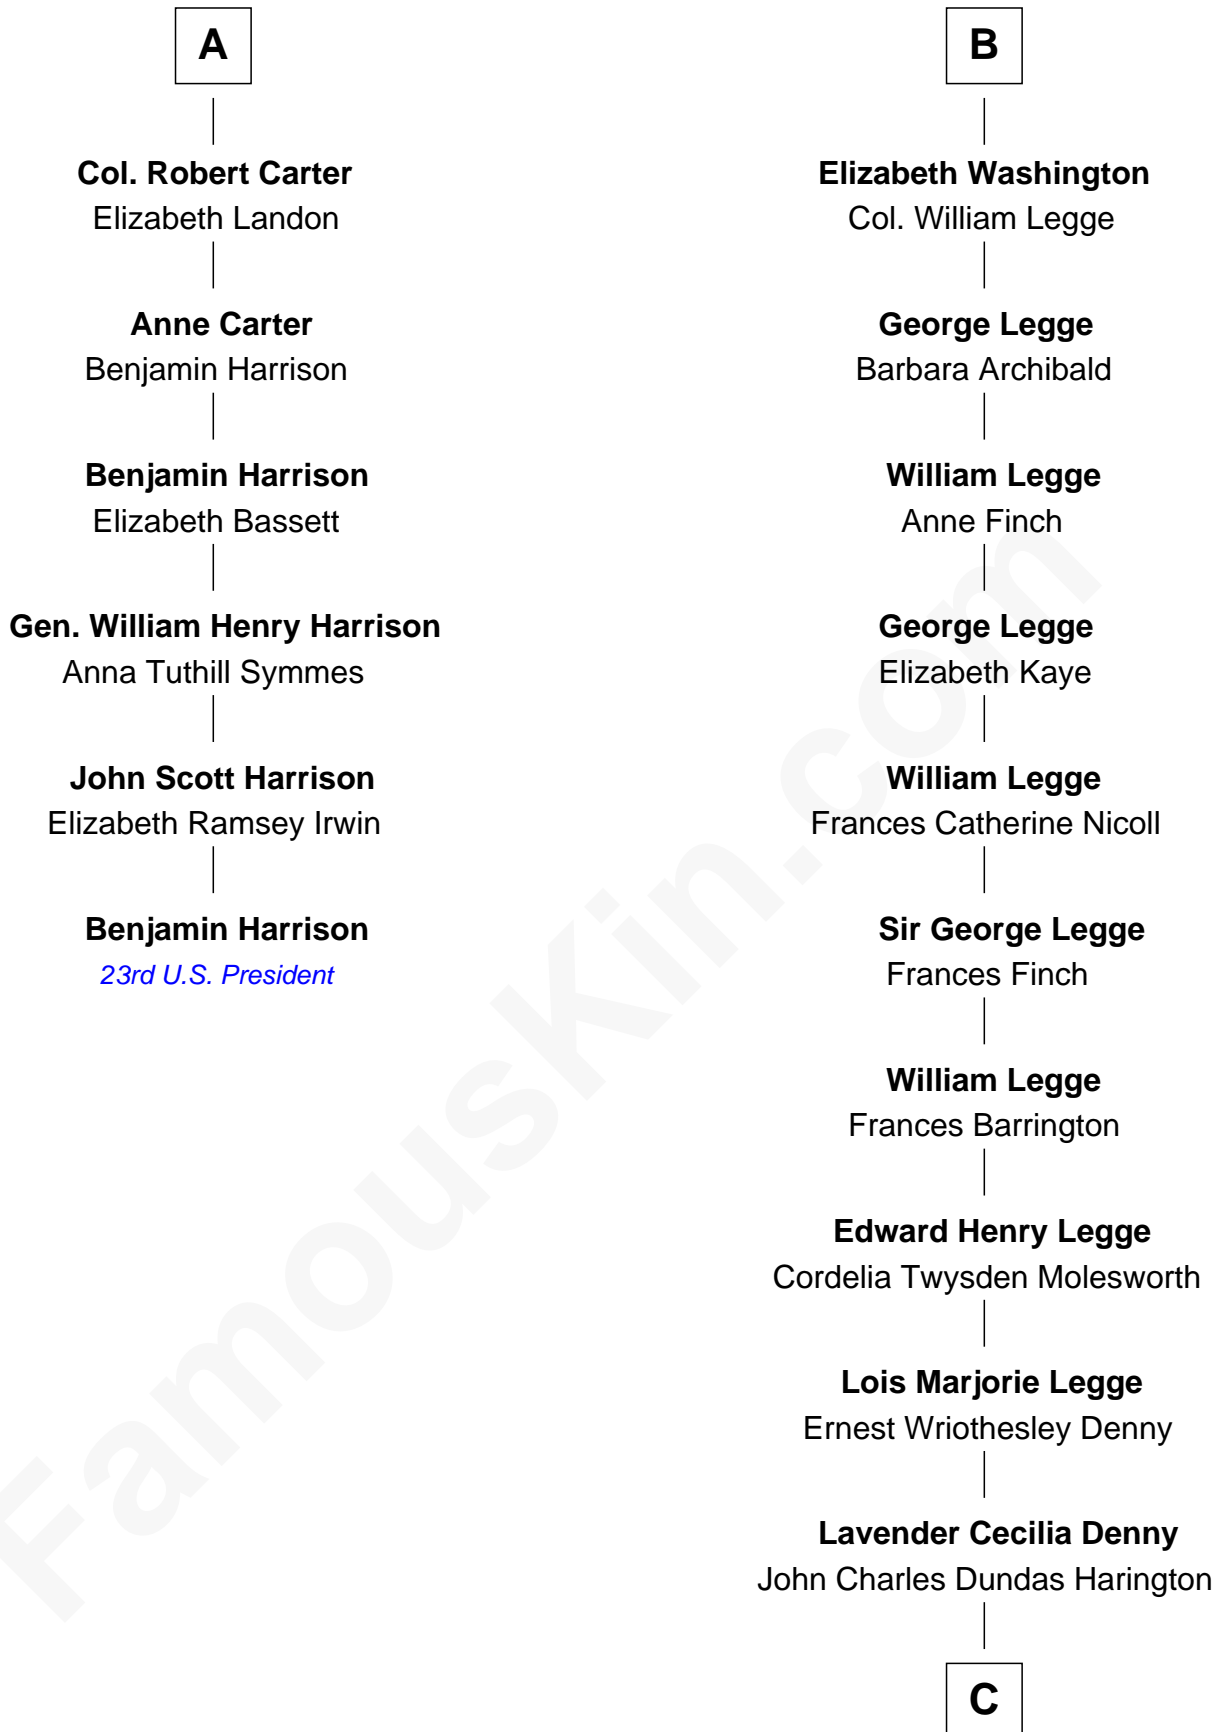 A
Col. Robert Carter
Elizabeth Landon
Anne Carter
Benjamin Harrison
Benjamin Harrison
Elizabeth Bassett
Gen. William Henry Harrison
Anna Tuthill Symmes
John Scott Harrison
Elizabeth Ramsey Irwin
Benjamin Harrison
23rd U.S. President
B
Elizabeth Washington
Col. William Legge
George Legge
Barbara Archibald
William Legge
Anne Finch
George Legge
Elizabeth Kaye
William Legge
Frances Catherine Nicoll
Sir George Legge
Frances Finch
William Legge
Frances Barrington
Edward Henry Legge
Cordelia Twysden Molesworth
Lois Marjorie Legge
Ernest Wriothesley Denny
Lavender Cecilia Denny
John Charles Dundas Harington
C
FamousKin.com